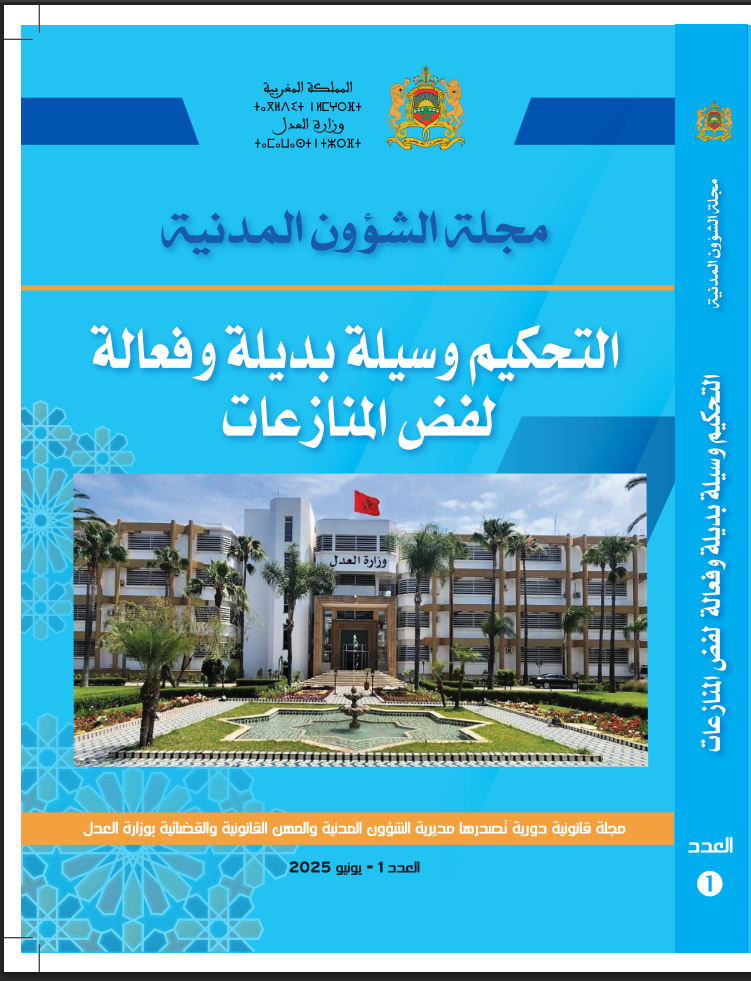 المملكة المغربية
ⵜⴰⴳⵍⴷⵉⵜ ⵏ ⵍⵎⵖⵔⵉⴱ
وزارة العدل
ⵜⴰⵎⴰⵡⴰⵙⵜ ⵏ ⵜⵣⵔⴼⵜ
مجلة الشؤون المدنية
التحكيم وسيلة بديلة وفعالة
لفض المنازعات
وزارة العدل
مجلة قانونية دورية تُصدرها مديرية الشؤون المدنية والمهن القانونية والقضائية بوزارة العدل
العدد 1 - يونيو 2025
مجلة الشؤون المدنية
التحكيم وسيلة بديلة وفعالة لفض المنازعات
العدد
1